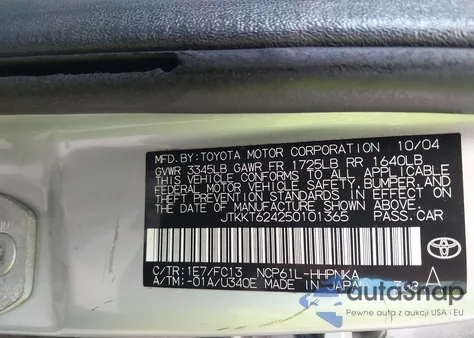 MFD.BY:TOYOTA MOTOR CORPORATION 10/04
GVWR 3345LB GAWR FR 1725LB RR 1640LB
THIS VEHICLE CONFORMS TO ALL APPLICABLE
FEDERAL MOTOR VEHICLE SAFETY, BUMPER, AND
THEFT PREVENTION STANDARDS IN EFFECT ON
THE DATE OF MANUFACTURE SHOWN ABOVE.
JTKKT624250101365 PASS.CAR
C/TR:1E7/FC13 NCP61L-HHPNKA
A/TM:-01A/U340E MADE IN JAPAN 313
TOYOTA
autoSnap
Pewne auta z aukcji USA i EU